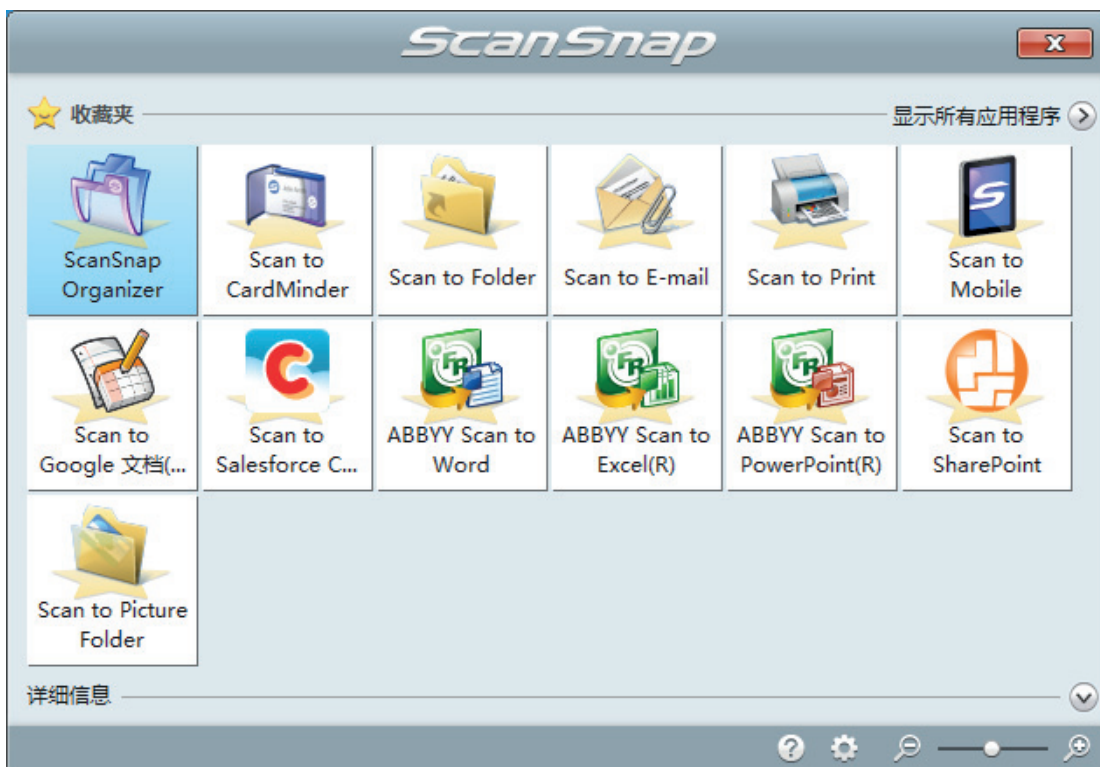 ScanSnap
收藏夹
显示所有应用程序
ScanSnap
Organizer
Scan to
CardMinder
Scan to Folder
Scan to E-mail
Scan to Print
Scan to
Mobile
Scan to
Google 文档(...
Scan to
Salesforce C...
ABBYY Scan to
Word
ABBYY Scan to
Excel(R)
ABBYY Scan to
PowerPoint(R)
Scan to
SharePoint
Scan to Picture
Folder
详细信息